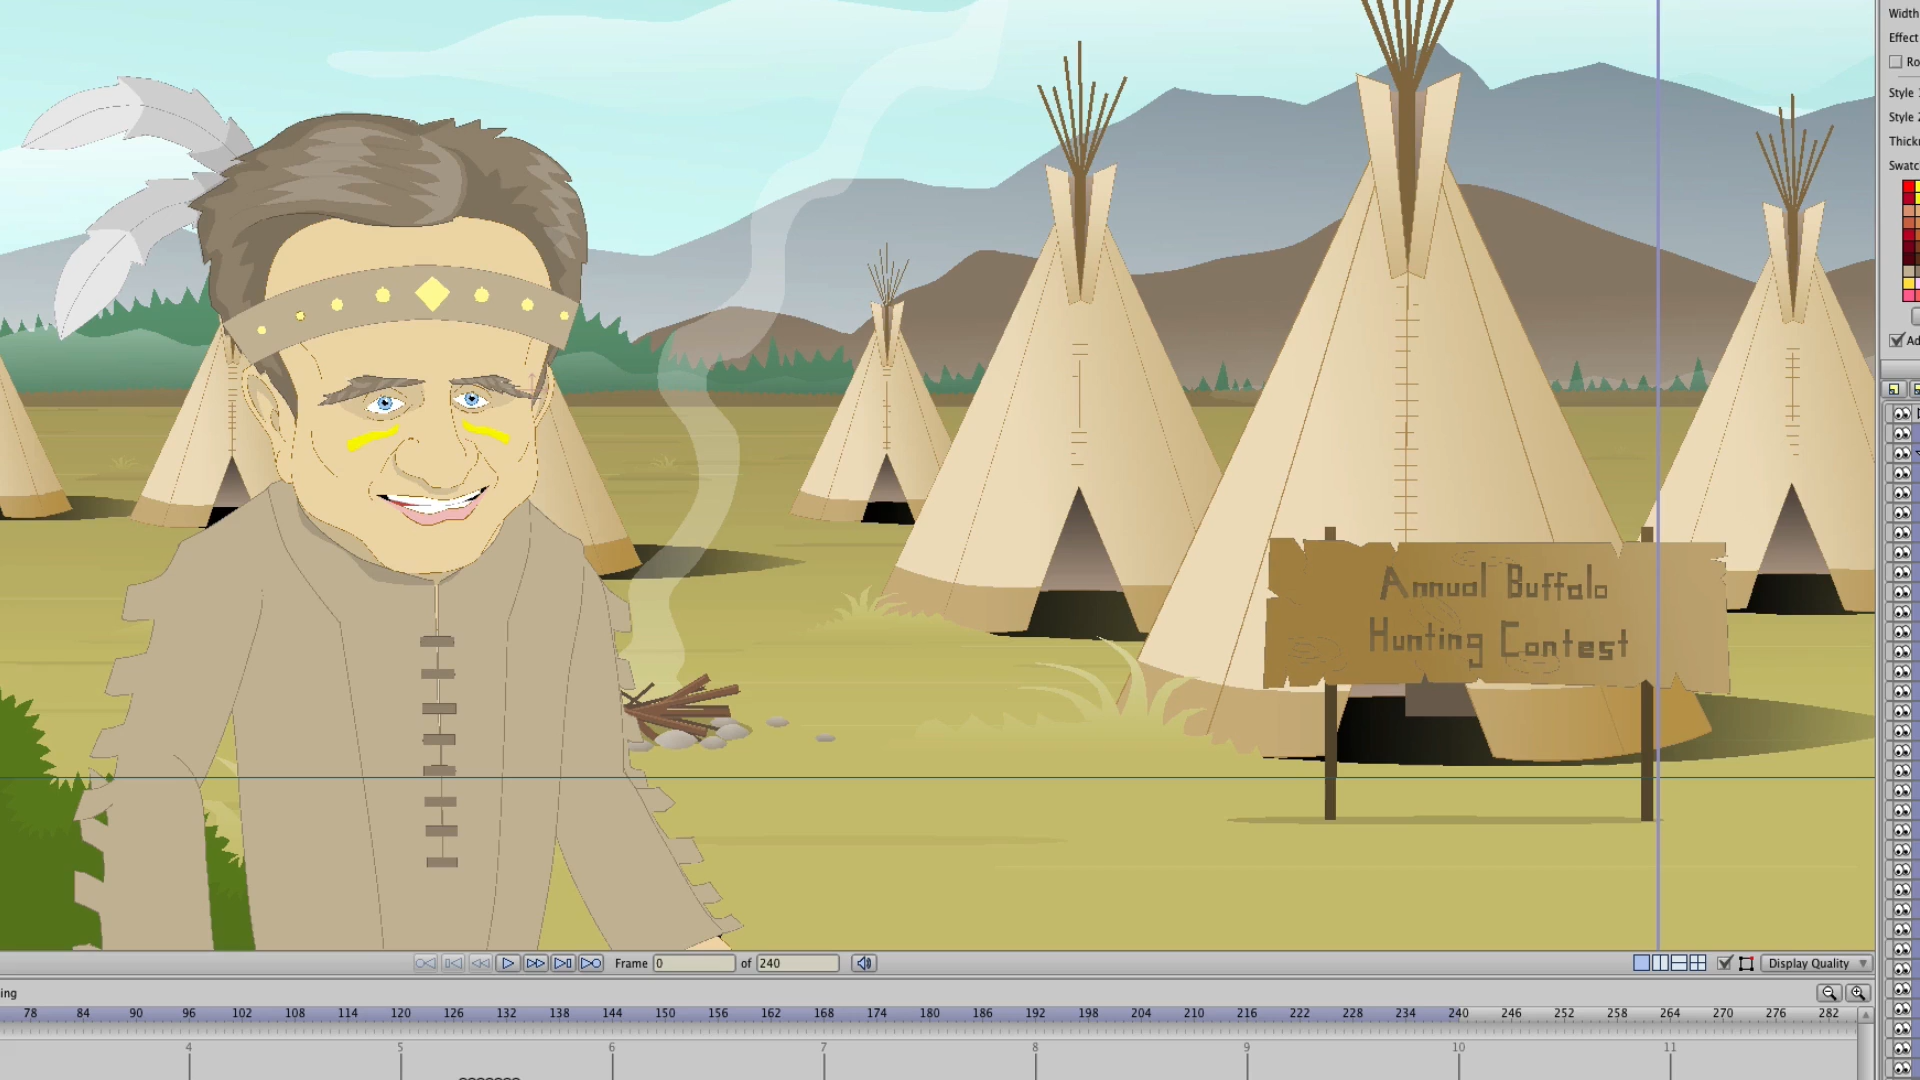 Width
Effect
Ro
Style
Style
Swatc
Ad
Annual Buffalo
Hunting Contest
Frame 0 of 240
Display Quality
ing
78 84 90 96 102 108 114 120 126 132 138 144 150 156 162 168 174 180 186 192 198 204 210 216 222 228 234 240 246 252 258 264 270 276 282
4 5 6 7 8 9 10 11